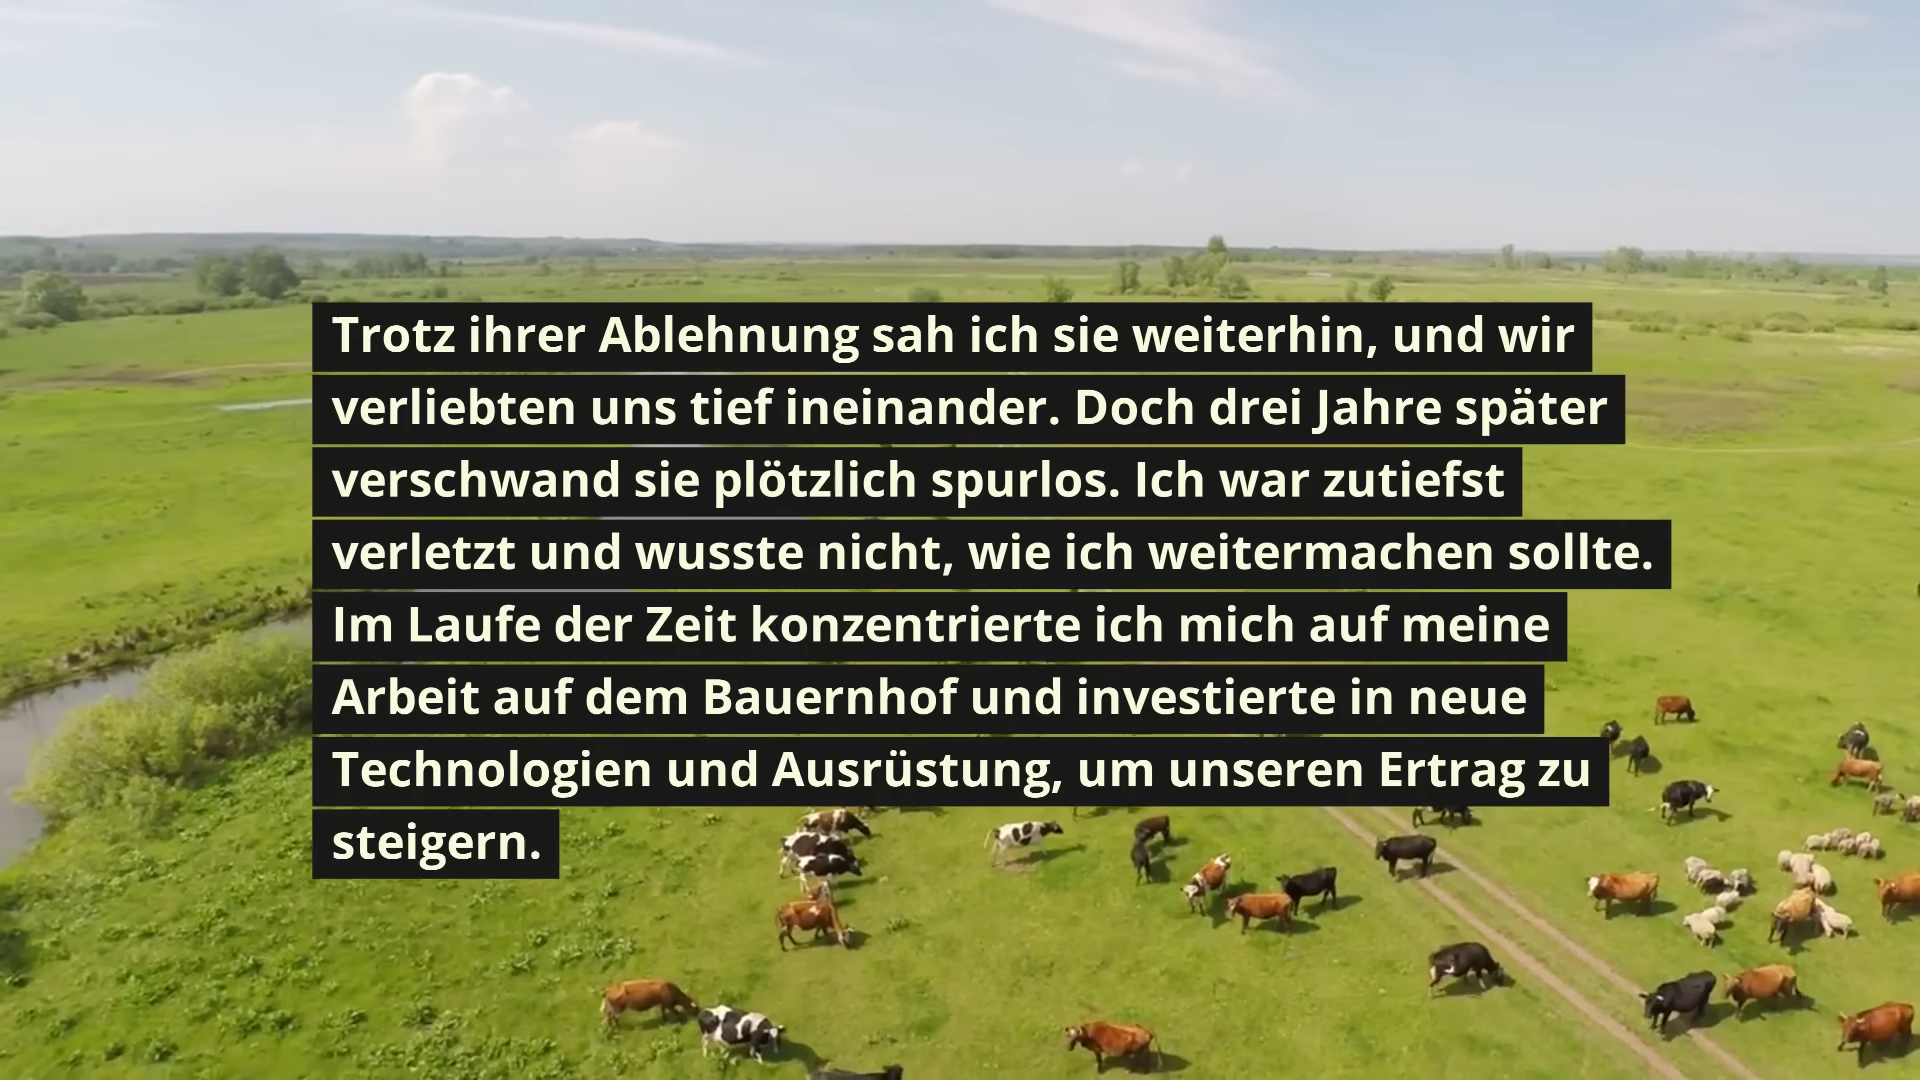 Trotz ihrer Ablehnung sah ich sie weiterhin, und wir
verliebten uns tief ineinander. Doch drei Jahre später
verschwand sie plötzlich spurlos. Ich war zutiefst
verletzt und wusste nicht, wie ich weitermachen sollte.
Im Laufe der Zeit konzentrierte ich mich auf meine
Arbeit auf dem Bauernhof und investierte in neue
Technologien und Ausrüstung, um unseren Ertrag zu
steigern.